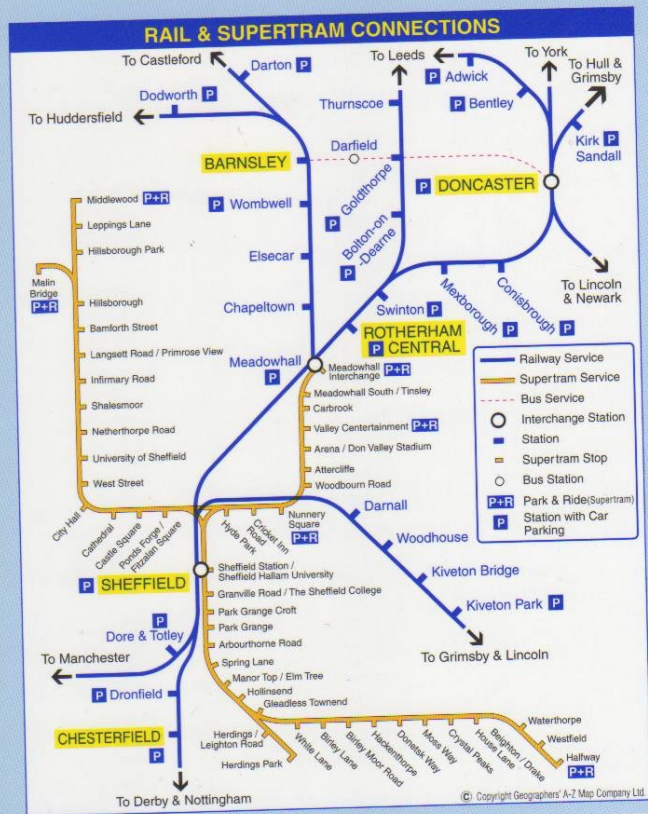 RAIL & SUPERTRAM CONNECTIONS
To Castleford
Darton P
Dodworth P
To Huddersfield
BARNSLEY
P Wombwell
Elsecar
Chapeltown
Meadowhall
P
To Leeds
Thurnscoe
Darfield
Goldthorpe
P
Bolton-on
-Dearne
P
Swinton P
ROTHERHAM
P CENTRAL
P Adwick
P Bentley
To York
To Hull &
Grimsby
Kirk P
Sandall
P DONCASTER
To Lincoln
& Newark
Mexborough P
Conisbrough P
Middlewood P+R
Leppings Lane
Hillsborough Park
Malin
Bridge
P+R
Hillsborough
Bamforth Street
Langsett Road / Primrose View
Infirmary Road
Shalesmoor
Netherthorpe Road
University of Sheffield
West Street
City Hall
Cathedral
Castle Square
Ponds Forge /
Fitzalan Square
Hyde Park
Cricket Inn
Road
Nunnery
Square
P+R
Meadowhall
Interchange P+R
Meadowhall South / Tinsley
Carbrook
Valley Centertainment P+R
Arena / Don Valley Stadium
Attercliffe
Woodbourn Road
Railway Service
Supertram Service
Bus Service
Interchange Station
Station
Supertram Stop
Bus Station
P+R Park & Ride(Supertram)
P Station with Car
Parking
Darnall
Woodhouse
Kiveton Bridge
Kiveton Park P
To Grimsby & Lincoln
P SHEFFIELD
Sheffield Station /
Sheffield Hallam University
Granville Road / The Sheffield College
Park Grange Croft
Park Grange
Arbourthorne Road
Spring Lane
Manor Top / Elm Tree
Hollinsend
Gleadless Townend
Herdings /
Leighton Road
Herdings Park
White Lane
Birley Lane
Birley Moor Road
Hackenthorpe
Donetsk Way
Moss Way
Crystal Peaks
House Lane
Beighton / Drake
Waterthorpe
Westfield
Halfway
P+R
P
Dore & Totley
To Manchester
P Dronfield
CHESTERFIELD
P
To Derby & Nottingham
© Copyright Geographers' A-Z Map Company Ltd.